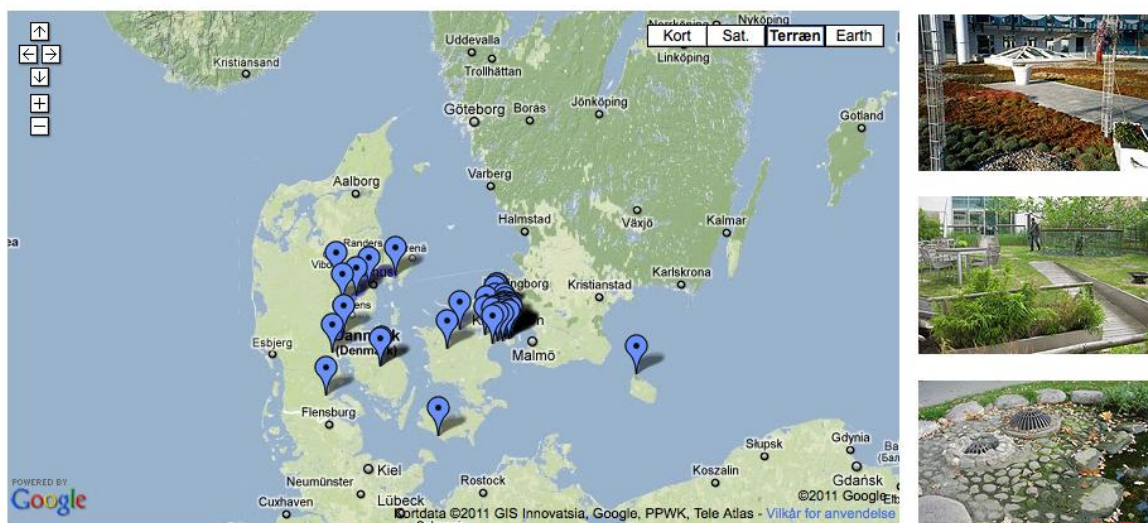 Norrköping
Nyköping
Kort
Sat.
Terræn
Earth
Linköping
Uddevalla
Trollhättan
Kristiansand
Göteborg
Borås
Jönköping
Gotland
Varberg
Aalborg
Halmstad
Växjö
Kalmar
Randers
Karlskrona
Kristianstad
Esbjerg
Danmark
(Denmark)
Malmö
Flensburg
Słupsk
Gdynia
Kiel
Koszalin
Gdańsk
Neumünster
Rostock
POWERED BY
Google
Cuxhaven
Lübeck
©2011 Google
Kortdata ©2011 GIS Innovatsia, Google, PPWK, Tele Atlas - Vilkår for anvendelse